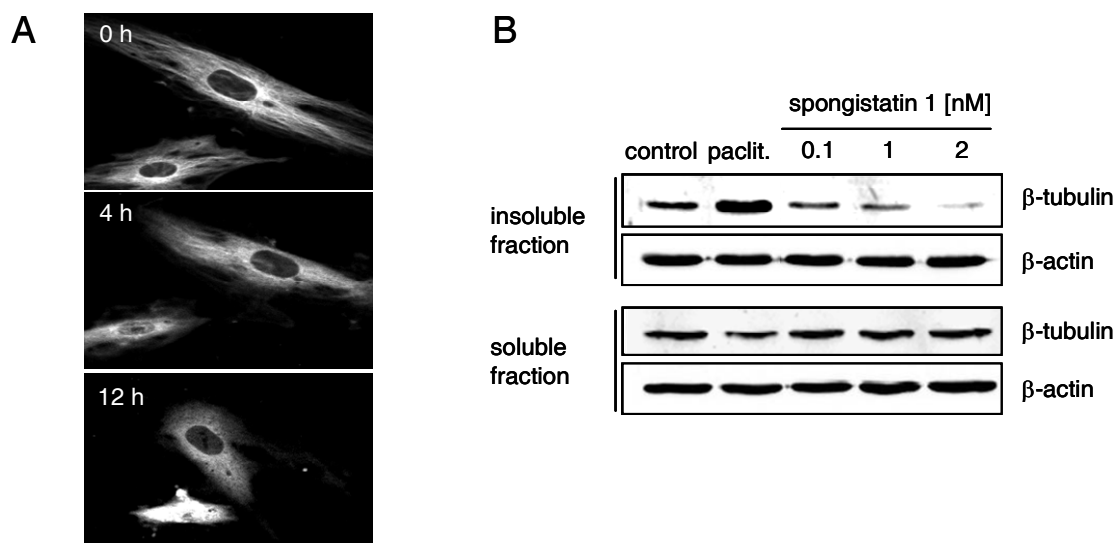 A
0 h
4 h
12 h
B
spongistatin 1 [nM]
control paclit. 0.1 1 2
insoluble
fraction
β-tubulin
β-actin
soluble
fraction
β-tubulin
β-actin